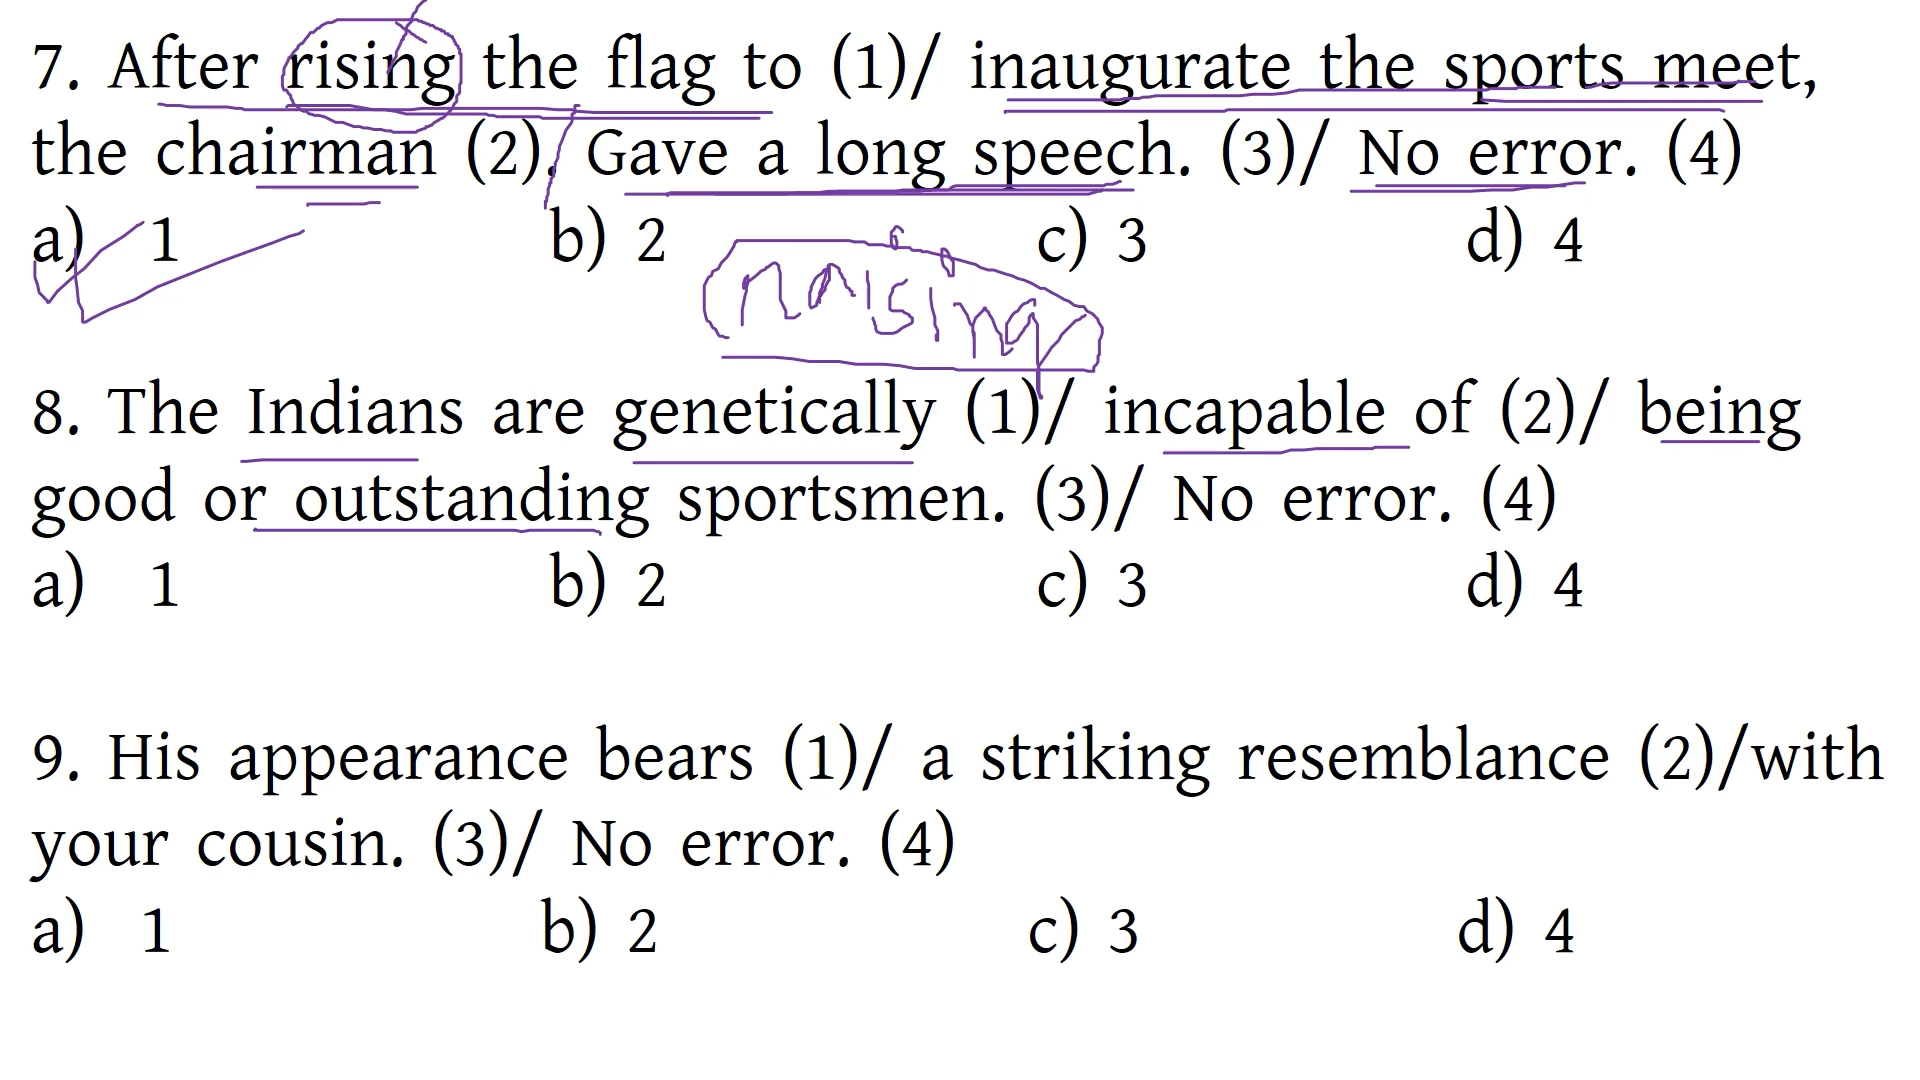 7. After rising the flag to (1)/ inaugurate the sports meet,
the chairman (2). Gave a long speech. (3)/ No error. (4)
a) 1 b) 2 c) 3 d) 4
raising
8. The Indians are genetically (1)/ incapable of (2)/ being
good or outstanding sportsmen. (3)/ No error. (4)
a) 1 b) 2 c) 3 d) 4
9. His appearance bears (1)/ a striking resemblance (2)/with
your cousin. (3)/ No error. (4)
a) 1 b) 2 c) 3 d) 4